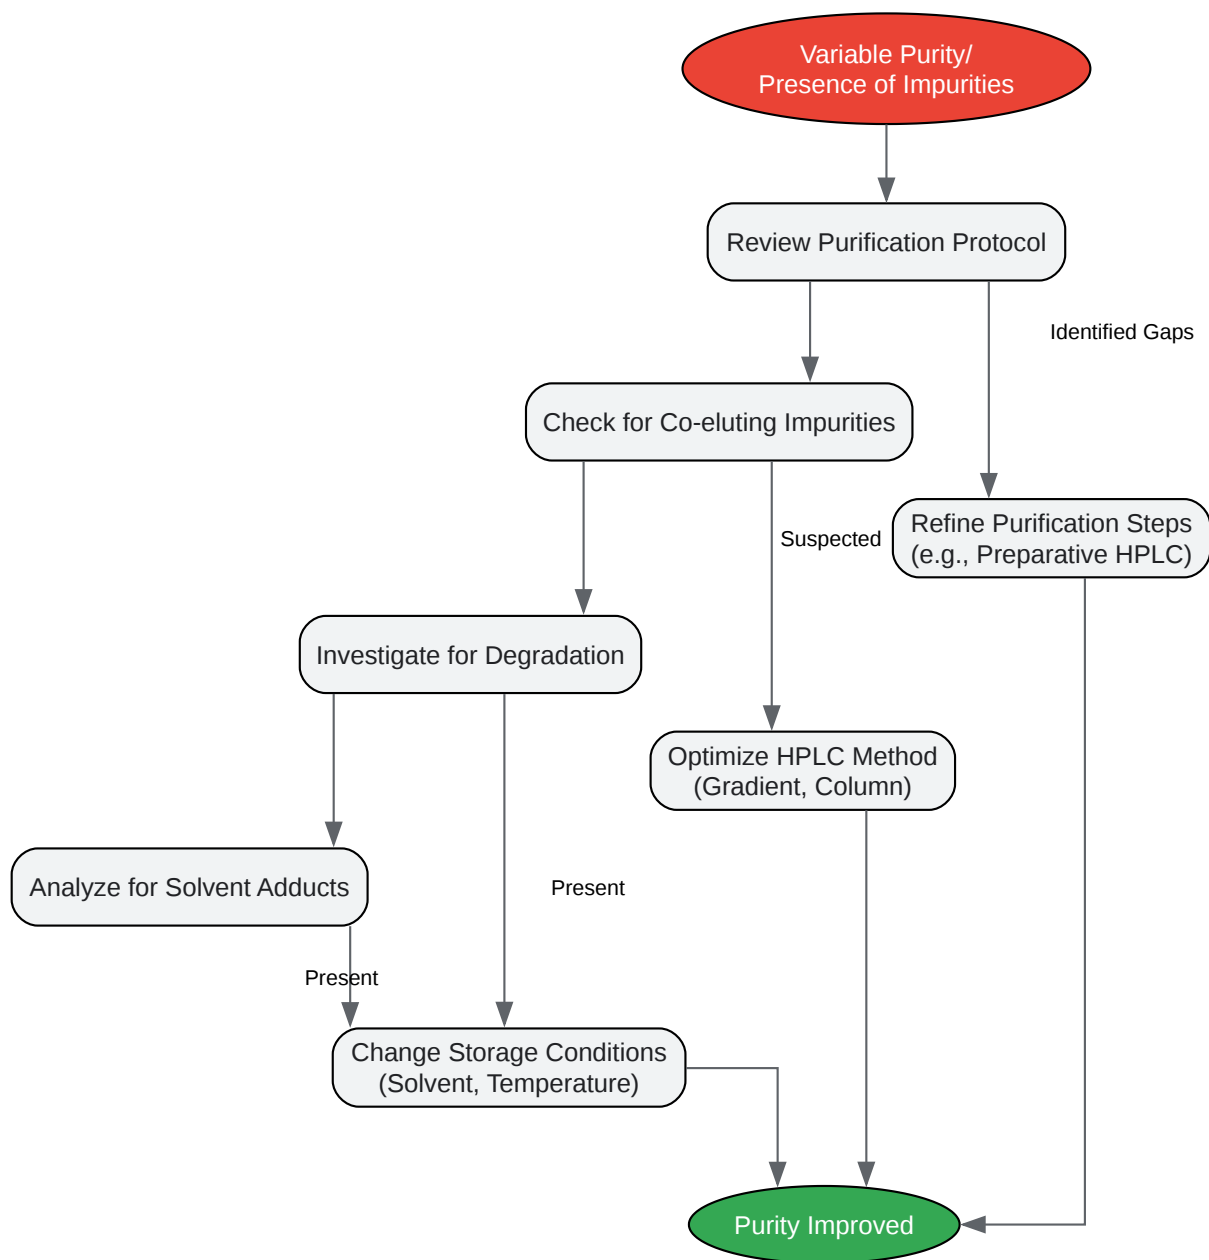 Variable Purity/
Presence of Impurities
Review Purification Protocol
Identified Gaps
Check for Co-eluting Impurities
Refine Purification Steps
(e.g., Preparative HPLC)
Suspected
Investigate for Degradation
Optimize HPLC Method
(Gradient, Column)
Analyze for Solvent Adducts
Present
Present
Change Storage Conditions
(Solvent, Temperature)
Purity Improved